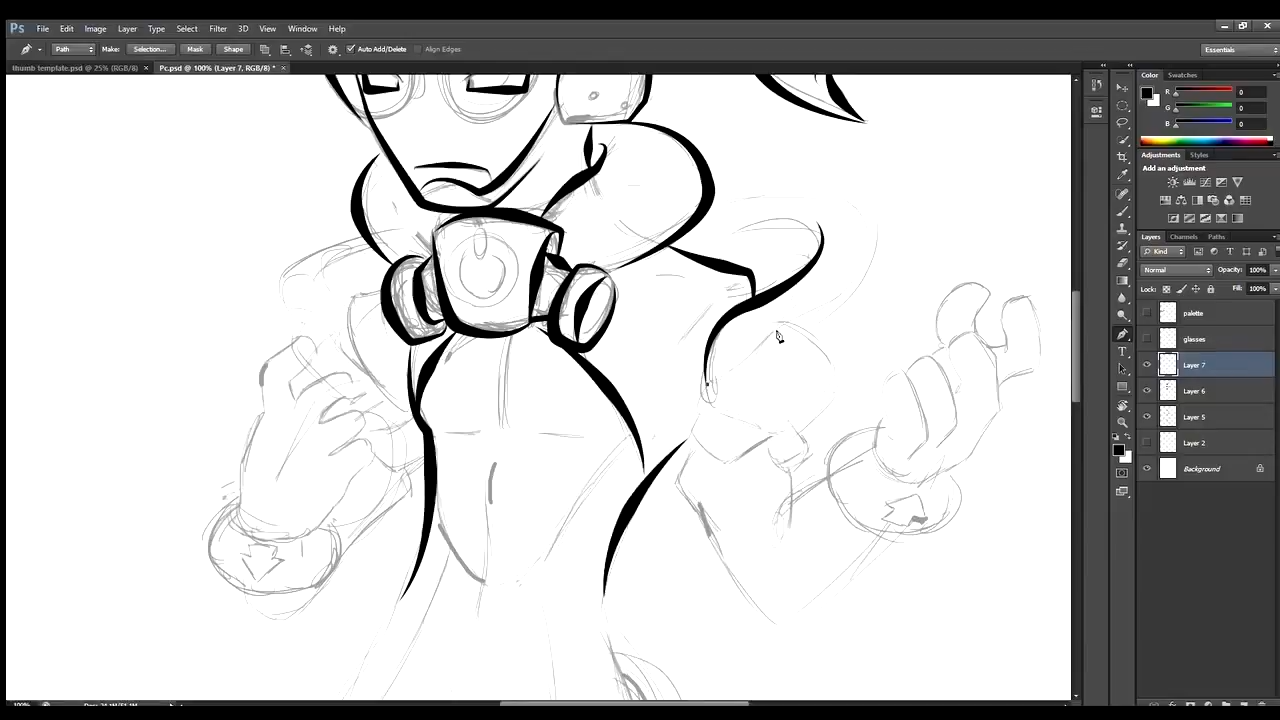 Ps File Edit Image Layer Type Select Filter 3D View Window Help
Path Make: Selection... Mask Shape Auto Add/Delete Align Edges Essentials
thumb template.psd @ 25% (RGB/8) × Pc.psd @ 100% (Layer 7, RGB/8) * ×
Color Swatches
R 0
G 0
B 0
Adjustments Styles
Add an adjustment
Layers Channels Paths
Kind
Normal Opacity: 100%
Lock: Fill: 100%
palette
glasses
Layer 7
Layer 6
Layer 5
Layer 2
Background
100%